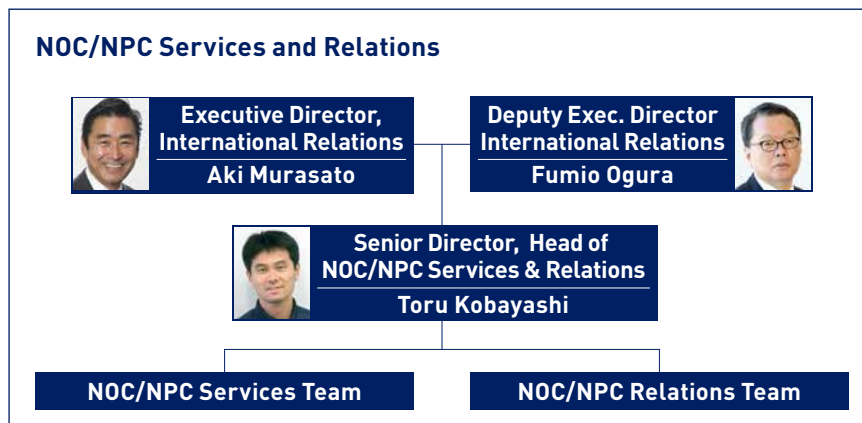 NOC/NPC Services and Relations
Executive Director,
International Relations
Aki Murasato
Deputy Exec. Director
International Relations
Fumio Ogura
Senior Director, Head of
NOC/NPC Services & Relations
Toru Kobayashi
NOC/NPC Services Team
NOC/NPC Relations Team